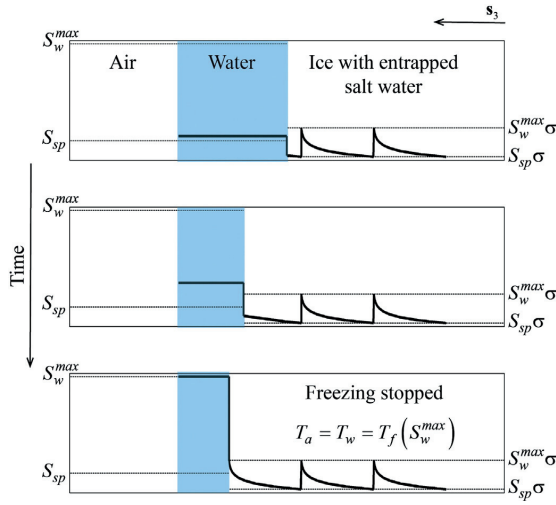 s₃
S_w^max
Air
Water
Ice with entrapped
salt water
S_sp
S_w^max σ
S_sp σ
Time
S_w^max
S_sp
S_w^max σ
S_sp σ
S_w^max
Freezing stopped
T_a = T_w = T_f (S_w^max)
S_sp
S_w^max σ
S_sp σ